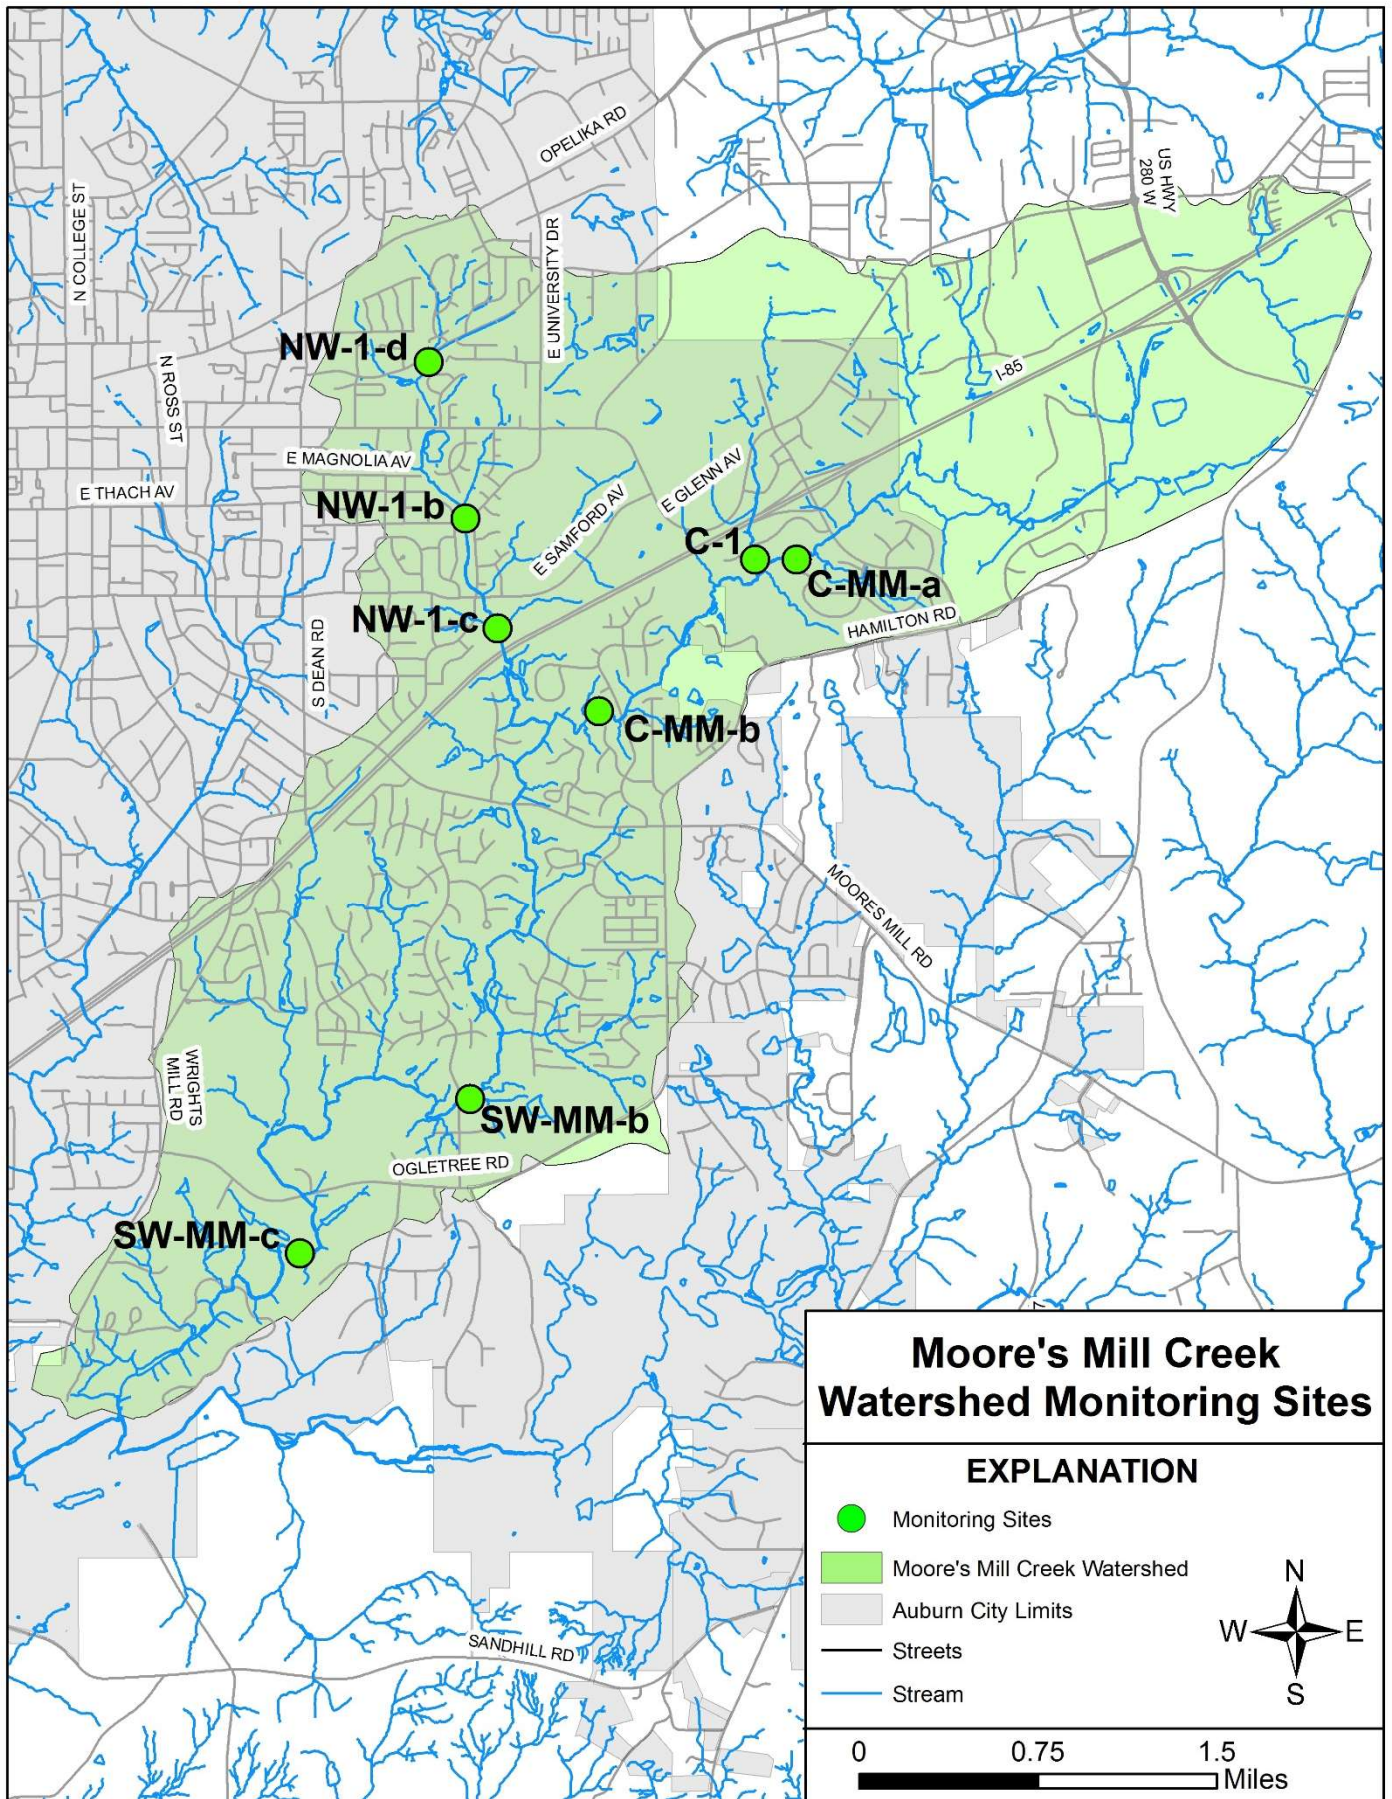 OPELIKA RD
US HWY
280 W
N COLLEGE ST
E UNIVERSITY DR
NW-1-d
I-85
N ROSS ST
E MAGNOLIA AV
E GLENN AV
E THACH AV
NW-1-b
E SAMFORD AV
C-1
C-MM-a
NW-1-c
HAMILTON RD
S DEAN RD
C-MM-b
MOORES MILL RD
WRIGHTS
MILL RD
SW-MM-b
OGLETREE RD
SW-MM-c
Moore's Mill Creek
Watershed Monitoring Sites
EXPLANATION
Monitoring Sites
Moore's Mill Creek Watershed
Auburn City Limits
Streets
Stream
N
W E
S
SANDHILL RD
0 0.75 1.5
Miles